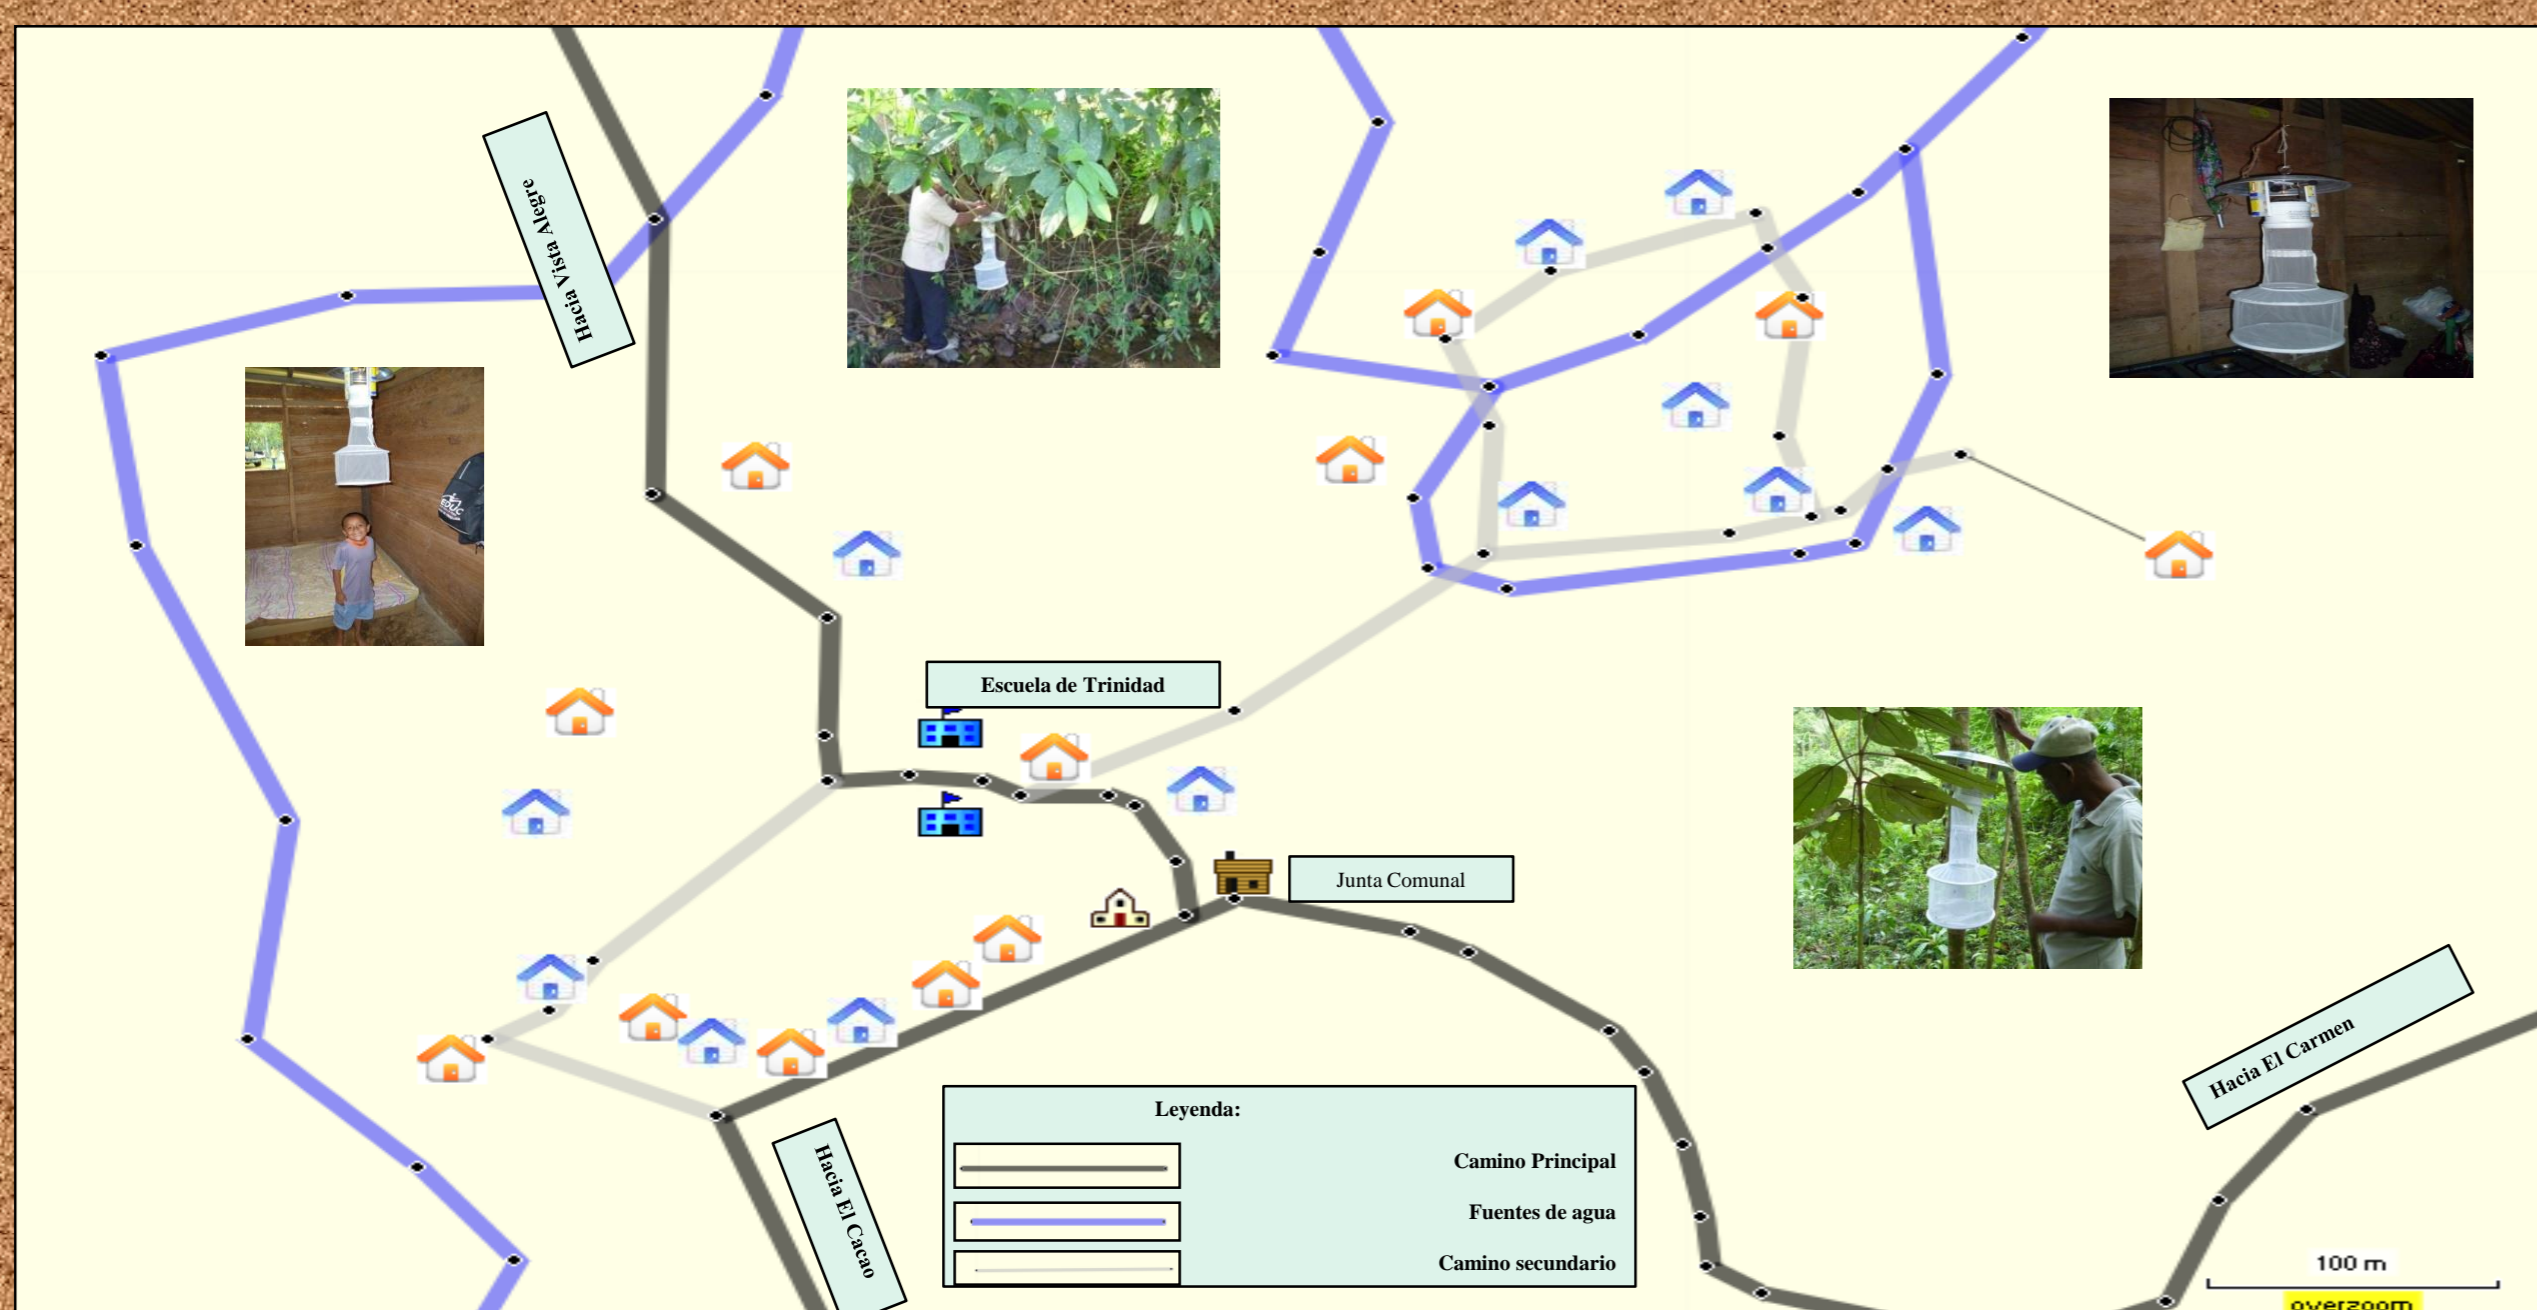 Hacia Vista Alegre
EDUC
Escuela de Trinidad
Junta Comunal
Hacia El Carmen
Hacia El Cacao
Leyenda:
Camino Principal
Fuentes de agua
Camino secundario
100 m
overzoom